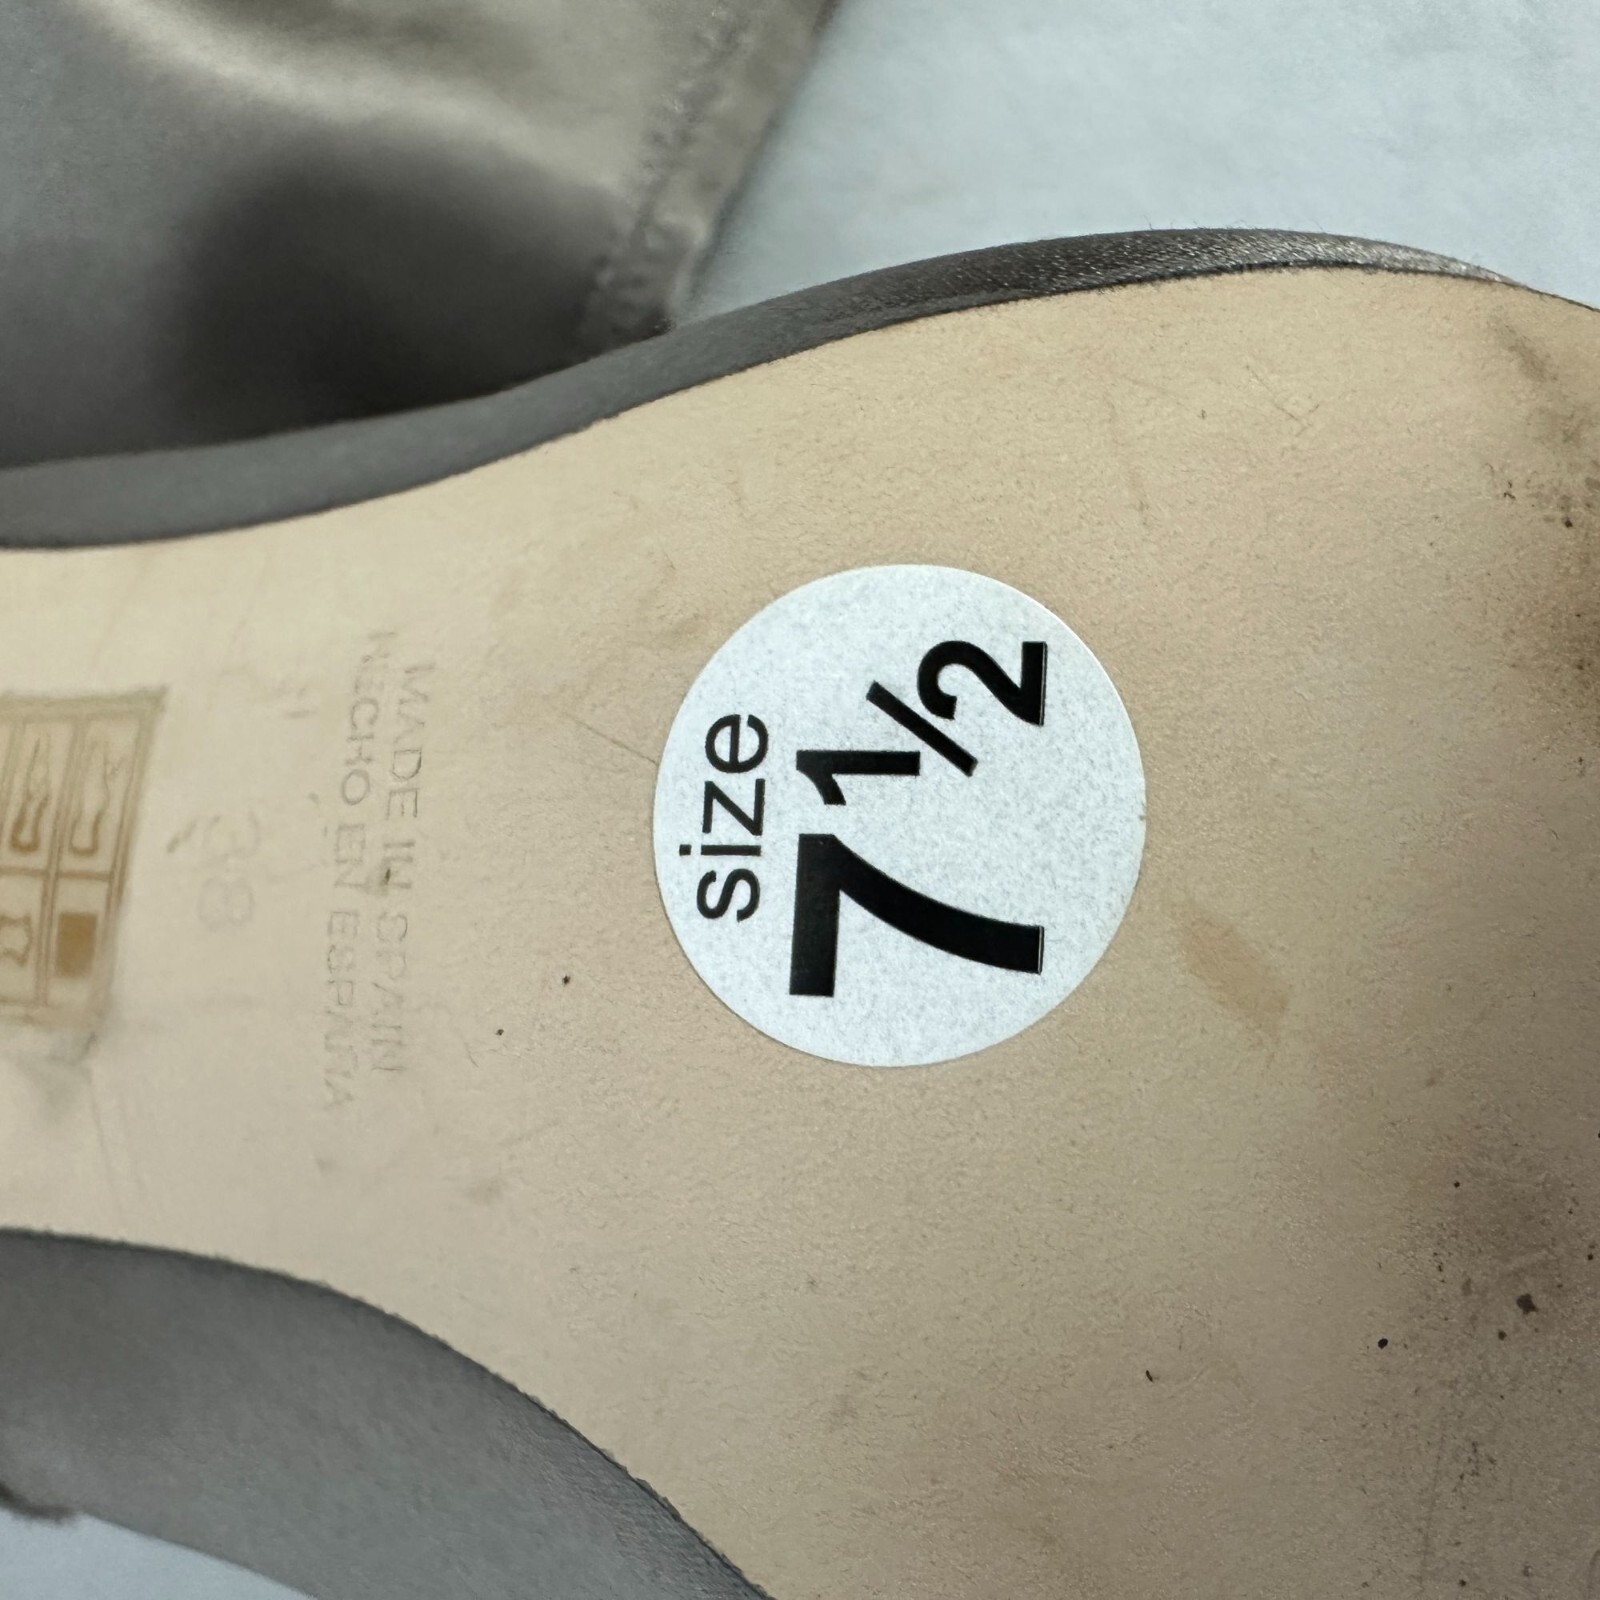 size
7 1/2
MADE IN SPAIN
HECHO EN ESPAÑA
38